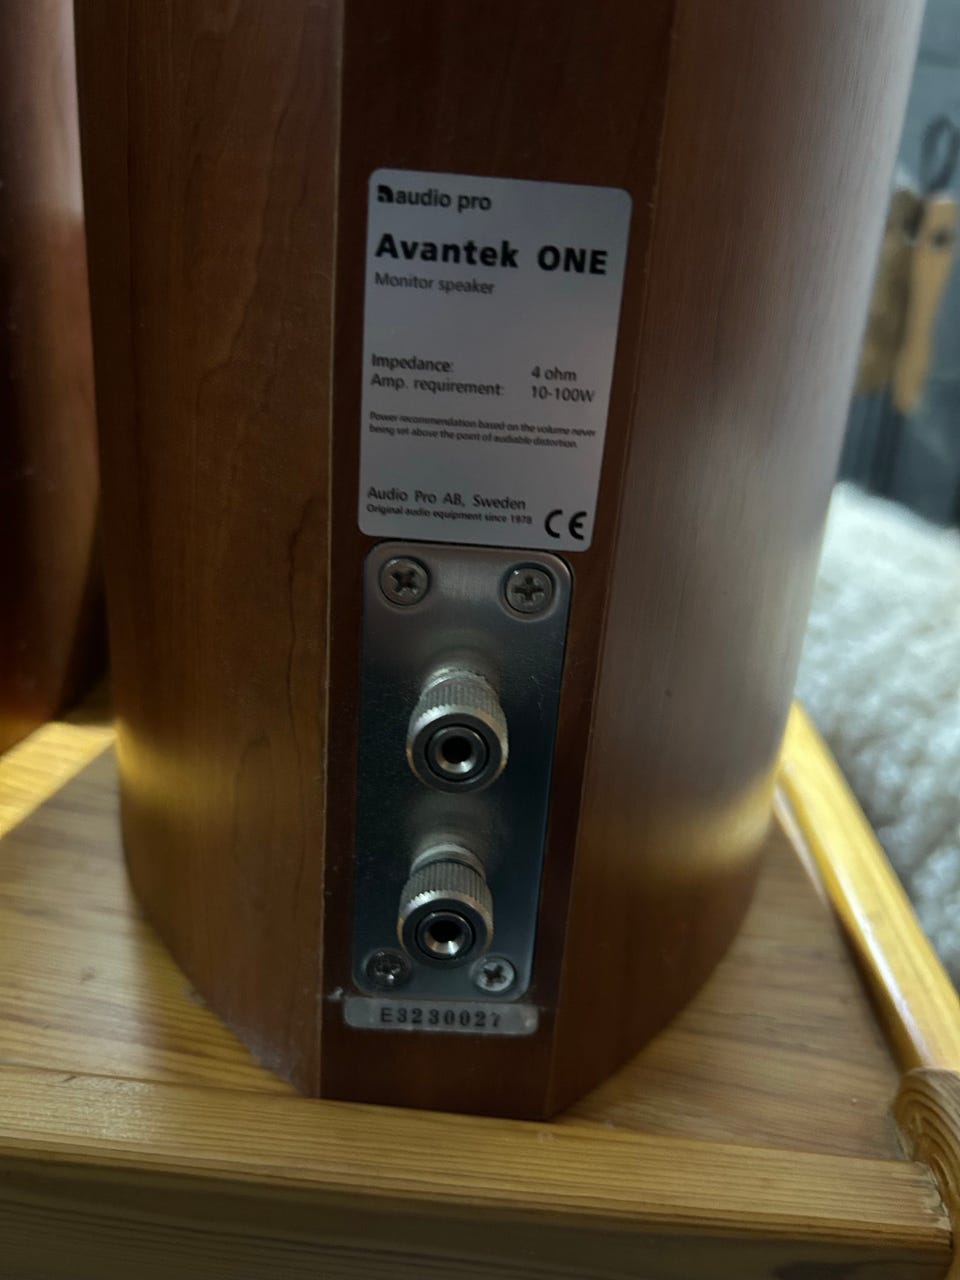 audio pro
Avantek ONE
Monitor speaker
Impedance: 4 ohm
Amp. requirement: 10-100W
Power recommendation based on the volume never
being set above the point of audiable distortion.
Audio Pro AB, Sweden
Original audio equipment since 1978
CE
E3230027